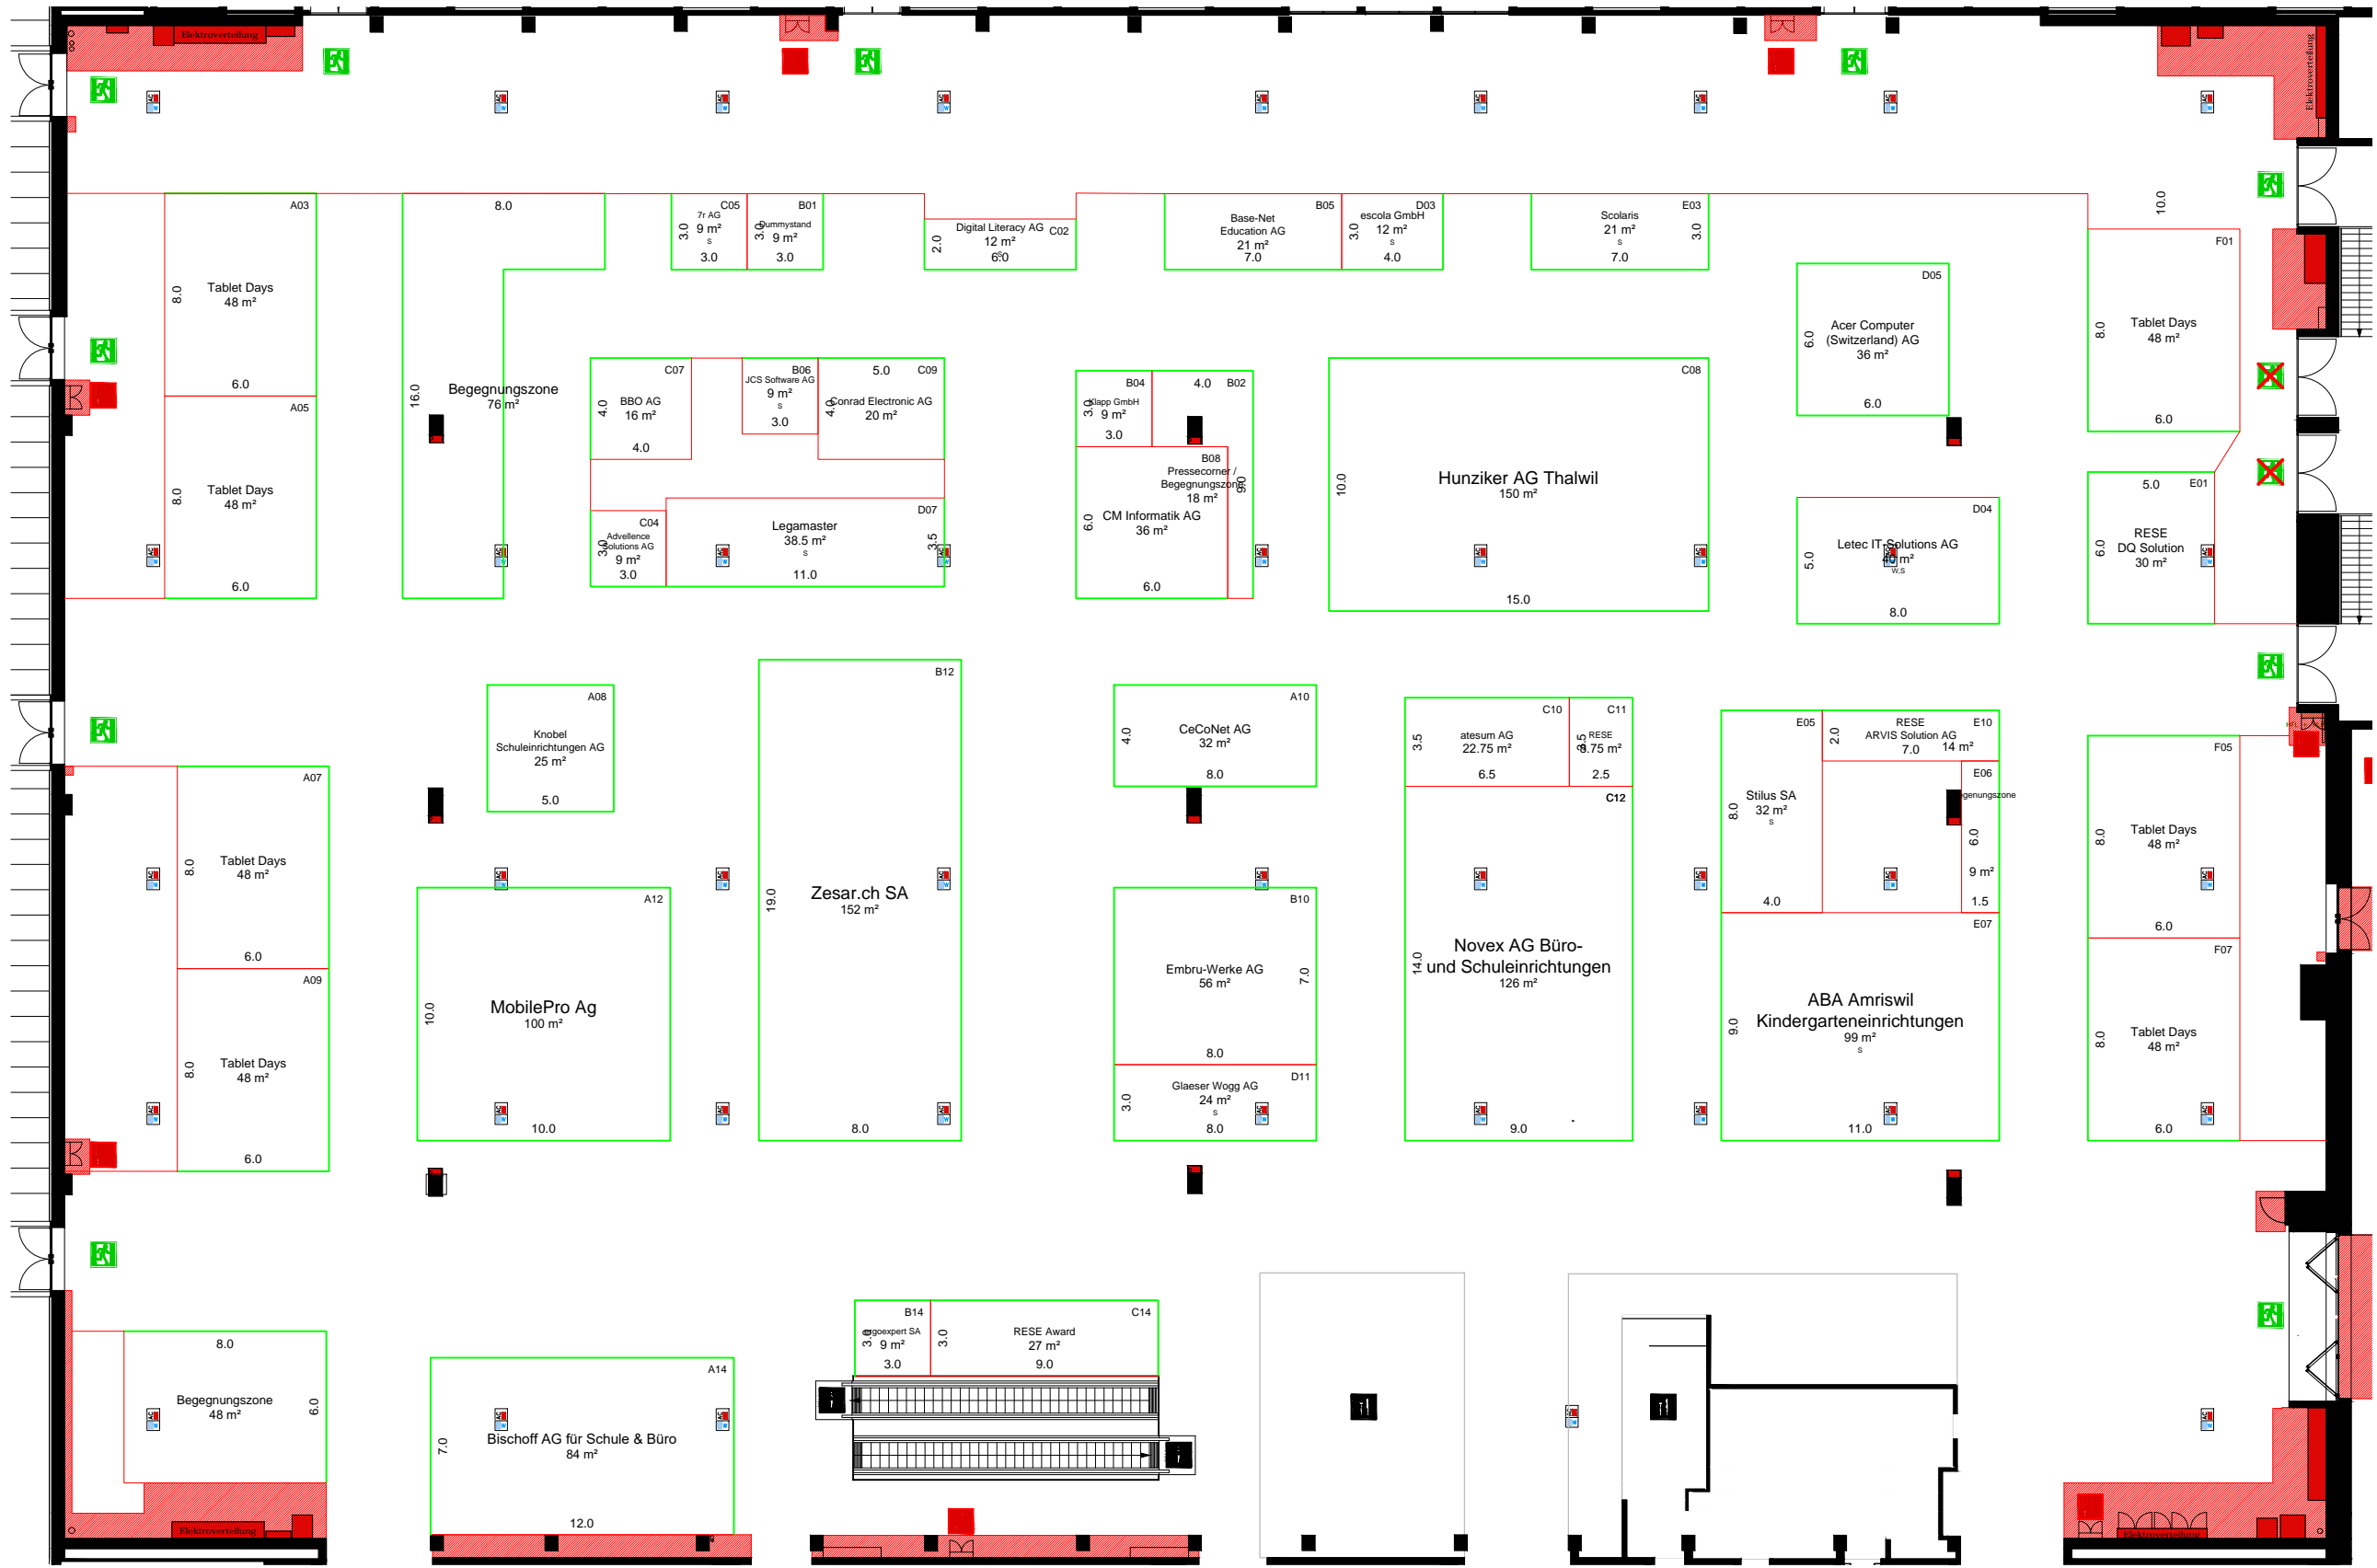 Elektroverteilung
Elektroverteilung
A03
Tablet Days
48 m²
8.0
6.0
A05
Tablet Days
48 m²
8.0
6.0
8.0
16.0
Begegnungszone
76 m²
C05
7r AG
9 m²
S
3.0
3.0
B01
Dummystand
9 m²
3.0
3.0
Digital Literacy AG
C02
12 m²
S
2.0
6.0
B05
Base-Net
Education AG
21 m²
7.0
D03
escola GmbH
12 m²
S
3.0
4.0
E03
Scolaris
21 m²
S
3.0
7.0
10.0
F01
Tablet Days
48 m²
8.0
6.0
D05
Acer Computer
(Switzerland) AG
36 m²
6.0
6.0
C07
BBO AG
16 m²
4.0
4.0
B06
JCS Software AG
9 m²
S
3.0
5.0
C09
Conrad Electronic AG
20 m²
4.0
B04
Klapp GmbH
9 m²
3.0
3.0
4.0
B02
9.0
Pressecorner /
Begegnungszone
18 m²
B08
CM Informatik AG
36 m²
6.0
6.0
C08
Hunziker AG Thalwil
150 m²
10.0
15.0
C04
Advellence
Solutions AG
9 m²
3.0
3.0
D07
Legamaster
38.5 m²
S
3.5
11.0
D04
Letec IT-Solutions AG
40 m²
W,S
5.0
8.0
5.0
E01
RESE
DQ Solution
30 m²
6.0
A08
Knobel
Schuleinrichtungen AG
25 m²
5.0
B12
Zesar.ch SA
152 m²
19.0
8.0
A10
CeCoNet AG
32 m²
4.0
8.0
C10
atesum AG
22.75 m²
3.5
6.5
C11
RESE
8.75 m²
3.5
2.5
C12
Novex AG Büro-
und Schuleinrichtungen
126 m²
14.0
9.0
E05
Stilus SA
32 m²
S
8.0
4.0
RESE
E10
ARVIS Solution AG
14 m²
2.0
7.0
E06
6.0
9 m²
1.5
E07
ABA Amriswil
Kindergarteneinrichtungen
99 m²
S
9.0
11.0
F05
Tablet Days
48 m²
8.0
6.0
F07
Tablet Days
48 m²
8.0
6.0
A07
Tablet Days
48 m²
8.0
6.0
A09
Tablet Days
48 m²
8.0
6.0
A12
MobilePro Ag
100 m²
10.0
10.0
B10
Embru-Werke AG
56 m²
7.0
8.0
D11
Glaeser Wogg AG
24 m²
S
3.0
8.0
8.0
Begegnungszone
48 m²
6.0
A14
Bischoff AG für Schule & Büro
84 m²
7.0
12.0
B14
ergoexpert SA
9 m²
3.0
3.0
C14
RESE Award
27 m²
3.0
9.0
Elektroverteilung
Elektroverteilung